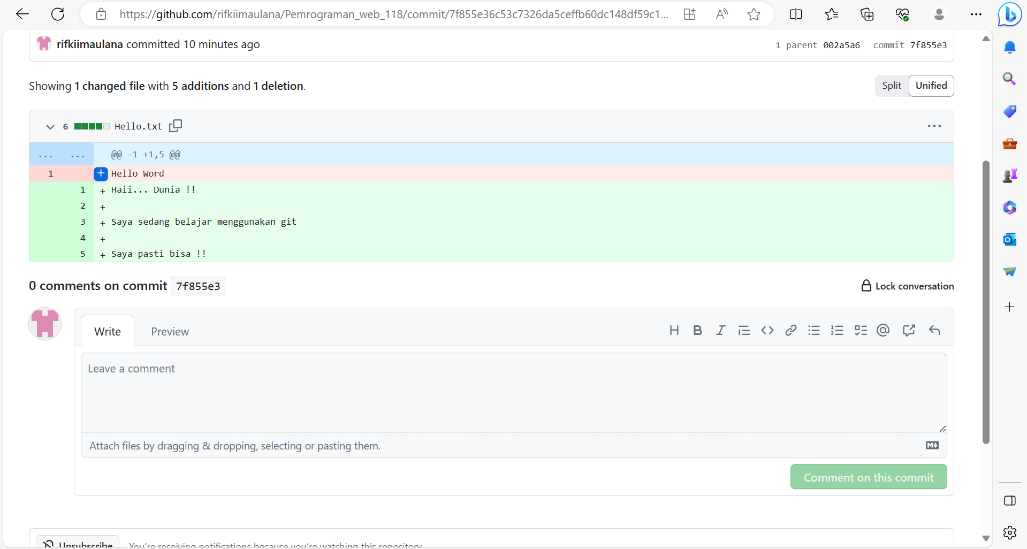 https://github.com/rifkiimaulana/Pemrograman_web_118/commit/7f855e36c53c7326da5ceffb60dc148df59c1...
rifkiimaulana committed 10 minutes ago
1 parent 002a5a6 commit 7f855e3
Showing 1 changed file with 5 additions and 1 deletion.
Split Unified
6 Hello.txt
... ... @@ -1 +1,5 @@
1 + Hello Word
1 + Haii... Dunia !!
2 +
3 + Saya sedang belajar menggunakan git
4 +
5 + Saya pasti bisa !!
0 comments on commit 7f855e3
Lock conversation
Write Preview
Leave a comment
Attach files by dragging & dropping, selecting or pasting them.
Comment on this commit
Unsubscribe You're receiving notifications because you're watching this repository.